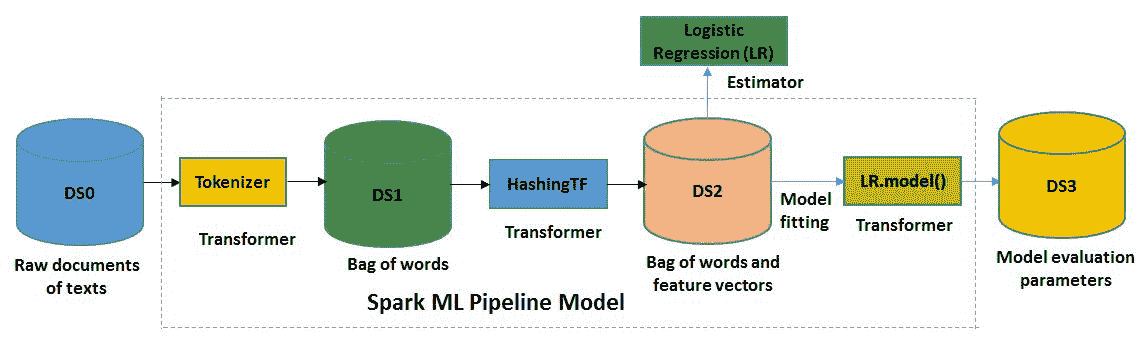 Logistic
Regression (LR)
Estimator
DS0
Tokenizer
DS1
HashingTF
DS2
LR.model()
DS3
Transformer
Transformer
Model
fitting
Transformer
Raw documents
of texts
Bag of words
Bag of words and
feature vectors
Model evaluation
parameters
Spark ML Pipeline Model